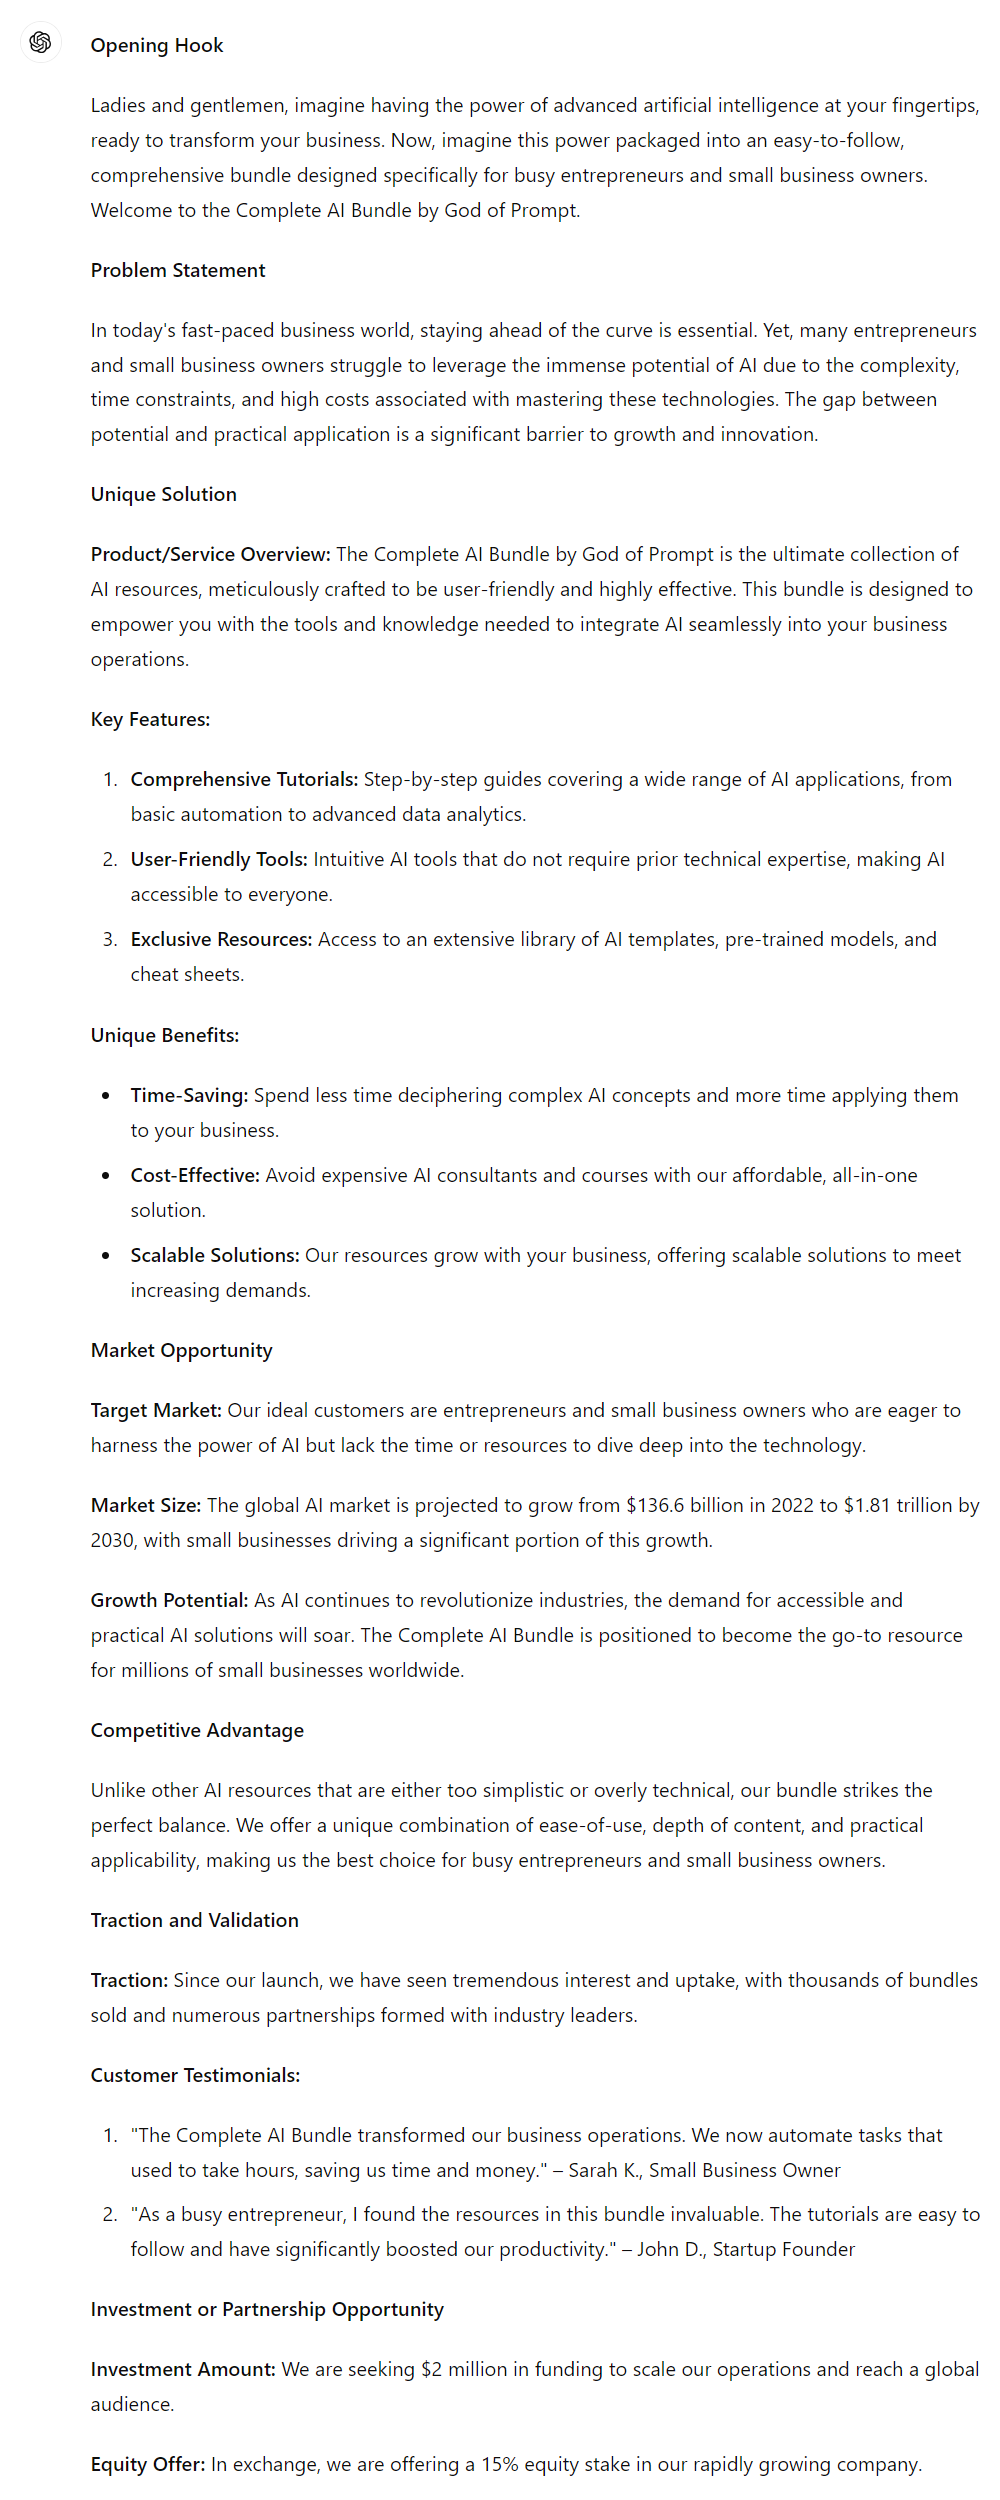 Opening Hook
Ladies and gentlemen, imagine having the power of advanced artificial intelligence at your fingertips,
ready to transform your business. Now, imagine this power packaged into an easy-to-follow,
comprehensive bundle designed specifically for busy entrepreneurs and small business owners.
Welcome to the Complete AI Bundle by God of Prompt.
Problem Statement
In today's fast-paced business world, staying ahead of the curve is essential. Yet, many entrepreneurs
and small business owners struggle to leverage the immense potential of AI due to the complexity,
time constraints, and high costs associated with mastering these technologies. The gap between
potential and practical application is a significant barrier to growth and innovation.
Unique Solution
Product/Service Overview: The Complete AI Bundle by God of Prompt is the ultimate collection of
AI resources, meticulously crafted to be user-friendly and highly effective. This bundle is designed to
empower you with the tools and knowledge needed to integrate AI seamlessly into your business
operations.
Key Features:
1. Comprehensive Tutorials: Step-by-step guides covering a wide range of AI applications, from
basic automation to advanced data analytics.
2. User-Friendly Tools: Intuitive AI tools that do not require prior technical expertise, making AI
accessible to everyone.
3. Exclusive Resources: Access to an extensive library of AI templates, pre-trained models, and
cheat sheets.
Unique Benefits:
• Time-Saving: Spend less time deciphering complex AI concepts and more time applying them
to your business.
• Cost-Effective: Avoid expensive AI consultants and courses with our affordable, all-in-one
solution.
• Scalable Solutions: Our resources grow with your business, offering scalable solutions to meet
increasing demands.
Market Opportunity
Target Market: Our ideal customers are entrepreneurs and small business owners who are eager to
harness the power of AI but lack the time or resources to dive deep into the technology.
Market Size: The global AI market is projected to grow from $136.6 billion in 2022 to $1.81 trillion by
2030, with small businesses driving a significant portion of this growth.
Growth Potential: As AI continues to revolutionize industries, the demand for accessible and
practical AI solutions will soar. The Complete AI Bundle is positioned to become the go-to resource
for millions of small businesses worldwide.
Competitive Advantage
Unlike other AI resources that are either too simplistic or overly technical, our bundle strikes the
perfect balance. We offer a unique combination of ease-of-use, depth of content, and practical
applicability, making us the best choice for busy entrepreneurs and small business owners.
Traction and Validation
Traction: Since our launch, we have seen tremendous interest and uptake, with thousands of bundles
sold and numerous partnerships formed with industry leaders.
Customer Testimonials:
1. "The Complete AI Bundle transformed our business operations. We now automate tasks that
used to take hours, saving us time and money." – Sarah K., Small Business Owner
2. "As a busy entrepreneur, I found the resources in this bundle invaluable. The tutorials are easy to
follow and have significantly boosted our productivity." – John D., Startup Founder
Investment or Partnership Opportunity
Investment Amount: We are seeking $2 million in funding to scale our operations and reach a global
audience.
Equity Offer: In exchange, we are offering a 15% equity stake in our rapidly growing company.